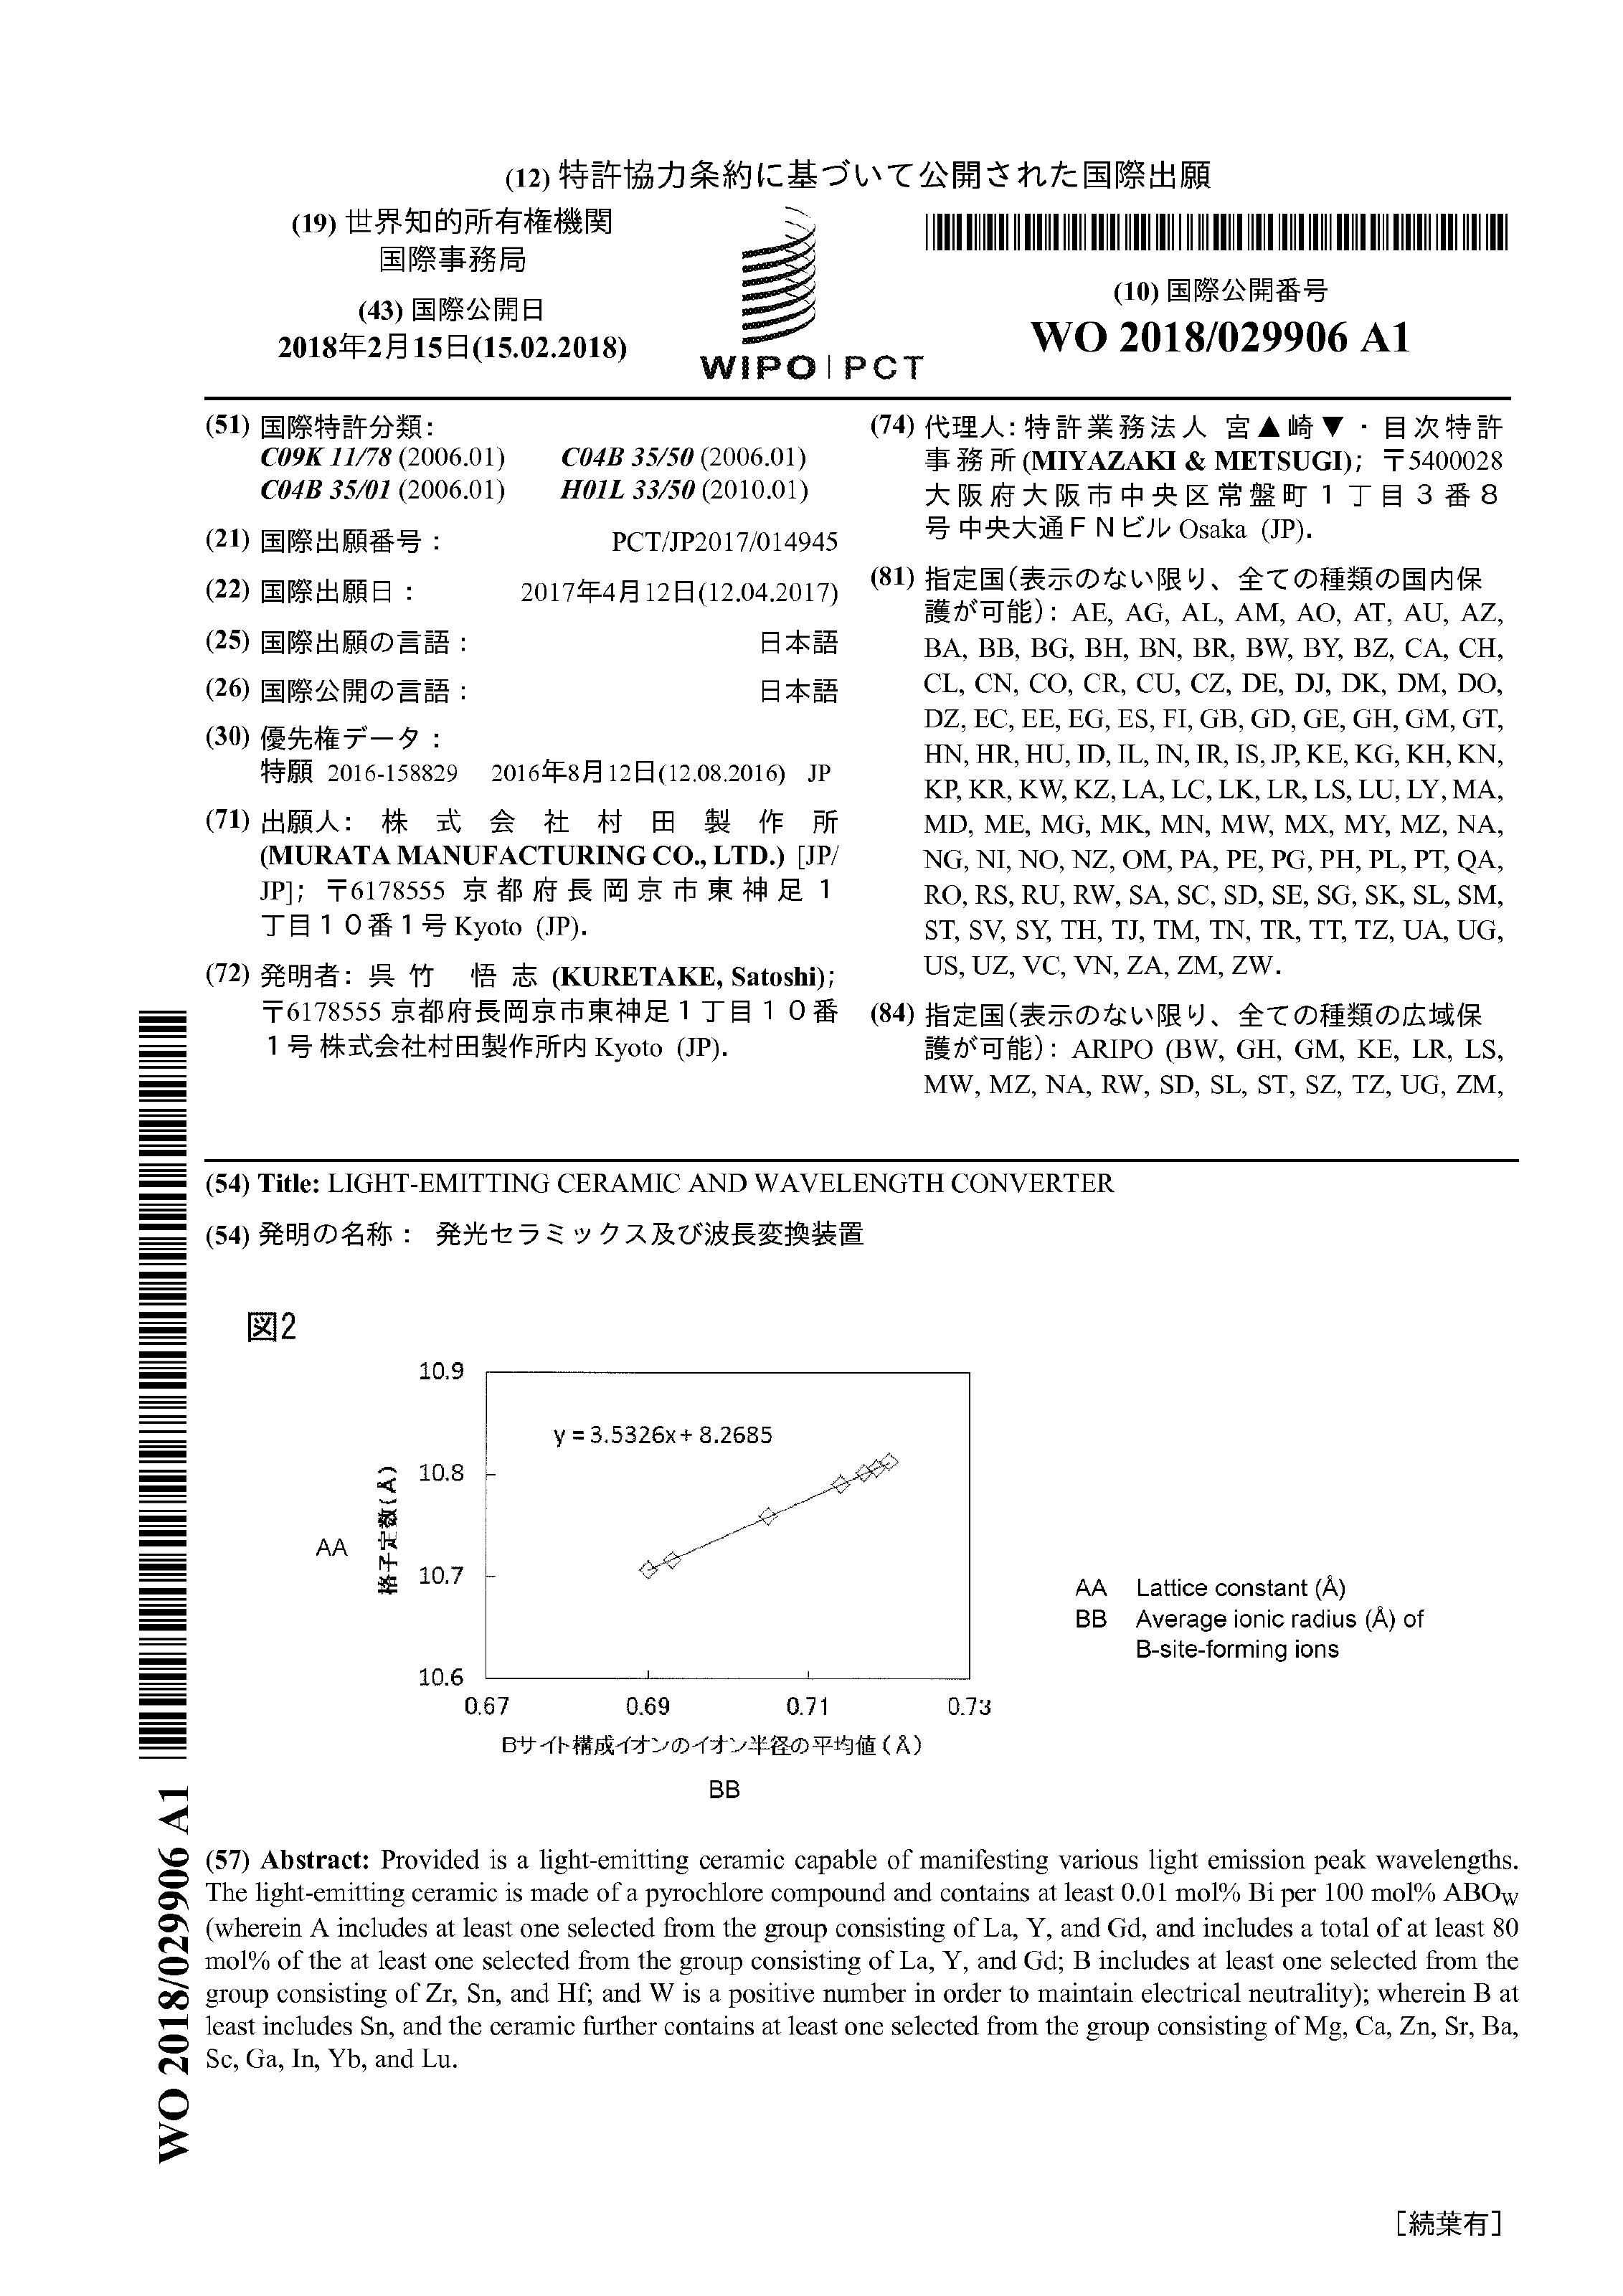 (12) 特許協力条約に基づいて公開された国際出願
(19) 世界知的所有権機関
国際事務局
(43) 国際公開日
2018年2月15日(15.02.2018)
WIPO | PCT
(10) 国際公開番号
WO 2018/029906 A1
(51) 国際特許分類:
C09K 11/78 (2006.01) C04B 35/50 (2006.01)
C04B 35/01 (2006.01) H01L 33/50 (2010.01)
(21) 国際出願番号 : PCT/JP2017/014945
(22) 国際出願日 : 2017年4月12日(12.04.2017)
(25) 国際出願の言語 : 日本語
(26) 国際公開の言語 : 日本語
(30) 優先権データ :
特願 2016-158829 2016年8月12日(12.08.2016) JP
(71) 出願人: 株式会社村田製作所
(MURATA MANUFACTURING CO., LTD.) [JP/
JP]; 〒6178555 京都府長岡京市東神足1
丁目10番1号 Kyoto (JP).
(72) 発明者: 呉竹 悟志 (KURETAKE, Satoshi);
〒6178555 京都府長岡京市東神足1丁目10番
1号 株式会社村田製作所内 Kyoto (JP).
(74) 代理人: 特許業務法人 宮▲崎▼・目次特許
事務所 (MIYAZAKI & METSUGI); 〒5400028
大阪府大阪市中央区常盤町1丁目3番8
号 中央大通FNビル Osaka (JP).
(81) 指定国(表示のない限り、全ての種類の国内保
護が可能): AE, AG, AL, AM, AO, AT, AU, AZ,
BA, BB, BG, BH, BN, BR, BW, BY, BZ, CA, CH,
CL, CN, CO, CR, CU, CZ, DE, DJ, DK, DM, DO,
DZ, EC, EE, EG, ES, FI, GB, GD, GE, GH, GM, GT,
HN, HR, HU, ID, IL, IN, IR, IS, JP, KE, KG, KH, KN,
KP, KR, KW, KZ, LA, LC, LK, LR, LS, LU, LY, MA,
MD, ME, MG, MK, MN, MW, MX, MY, MZ, NA,
NG, NI, NO, NZ, OM, PA, PE, PG, PH, PL, PT, QA,
RO, RS, RU, RW, SA, SC, SD, SE, SG, SK, SL, SM,
ST, SV, SY, TH, TJ, TM, TN, TR, TT, TZ, UA, UG,
US, UZ, VC, VN, ZA, ZM, ZW.
(84) 指定国(表示のない限り、全ての種類の広域保
護が可能): ARIPO (BW, GH, GM, KE, LR, LS,
MW, MZ, NA, RW, SD, SL, ST, SZ, TZ, UG, ZM,
(54) Title: LIGHT-EMITTING CERAMIC AND WAVELENGTH CONVERTER
(54) 発明の名称 : 発光セラミックス及び波長変換装置
図2
10.9
y = 3.5326x + 8.2685
10.8
格子定数(Å)
AA
10.7
10.6
0.67 0.69 0.71 0.73
Bサイト構成イオンのイオン半径の平均値(Å)
BB
AA Lattice constant (Å)
BB Average ionic radius (Å) of
B-site-forming ions
(57) Abstract: Provided is a light-emitting ceramic capable of manifesting various light emission peak wavelengths.
The light-emitting ceramic is made of a pyrochlore compound and contains at least 0.01 mol% Bi per 100 mol% ABOw
(wherein A includes at least one selected from the group consisting of La, Y, and Gd, and includes a total of at least 80
mol% of the at least one selected from the group consisting of La, Y, and Gd; B includes at least one selected from the
group consisting of Zr, Sn, and Hf; and W is a positive number in order to maintain electrical neutrality); wherein B at
least includes Sn, and the ceramic further contains at least one selected from the group consisting of Mg, Ca, Zn, Sr, Ba,
Sc, Ga, In, Yb, and Lu.
WO 2018/029906 A1
[続葉有]